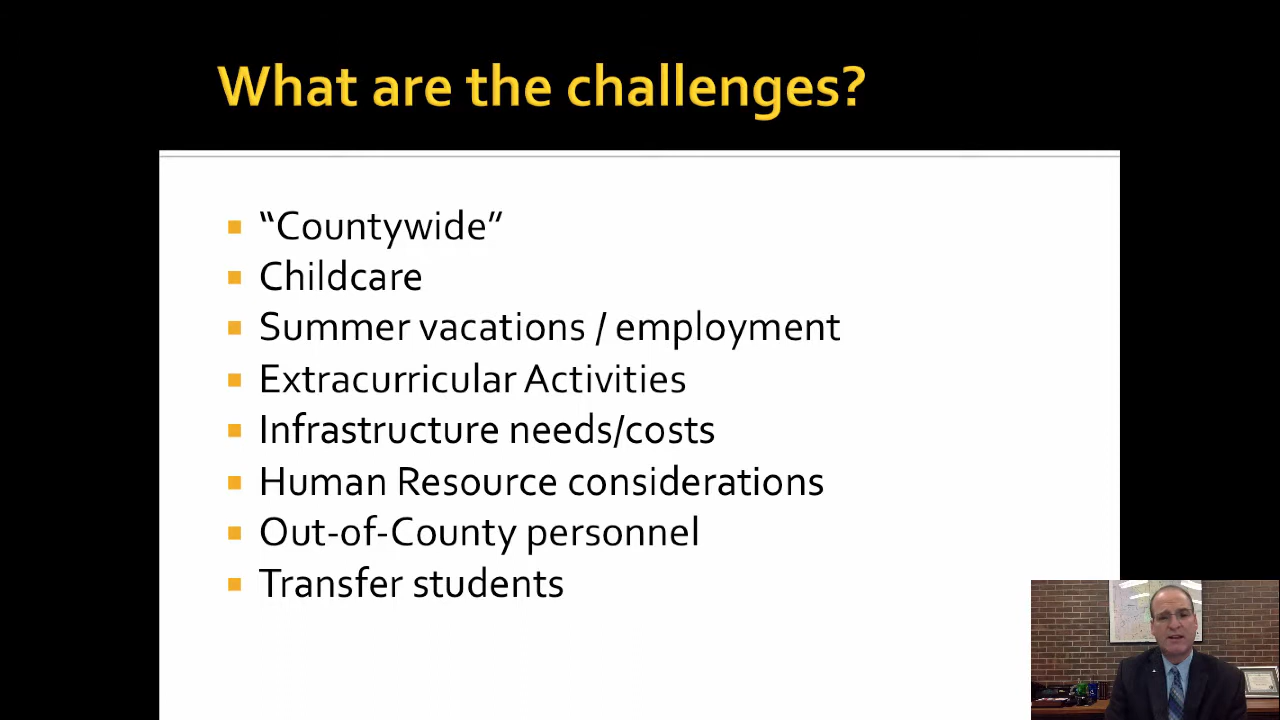 What are the challenges?
“Countywide”
Childcare
Summer vacations / employment
Extracurricular Activities
Infrastructure needs/costs
Human Resource considerations
Out-of-County personnel
Transfer students